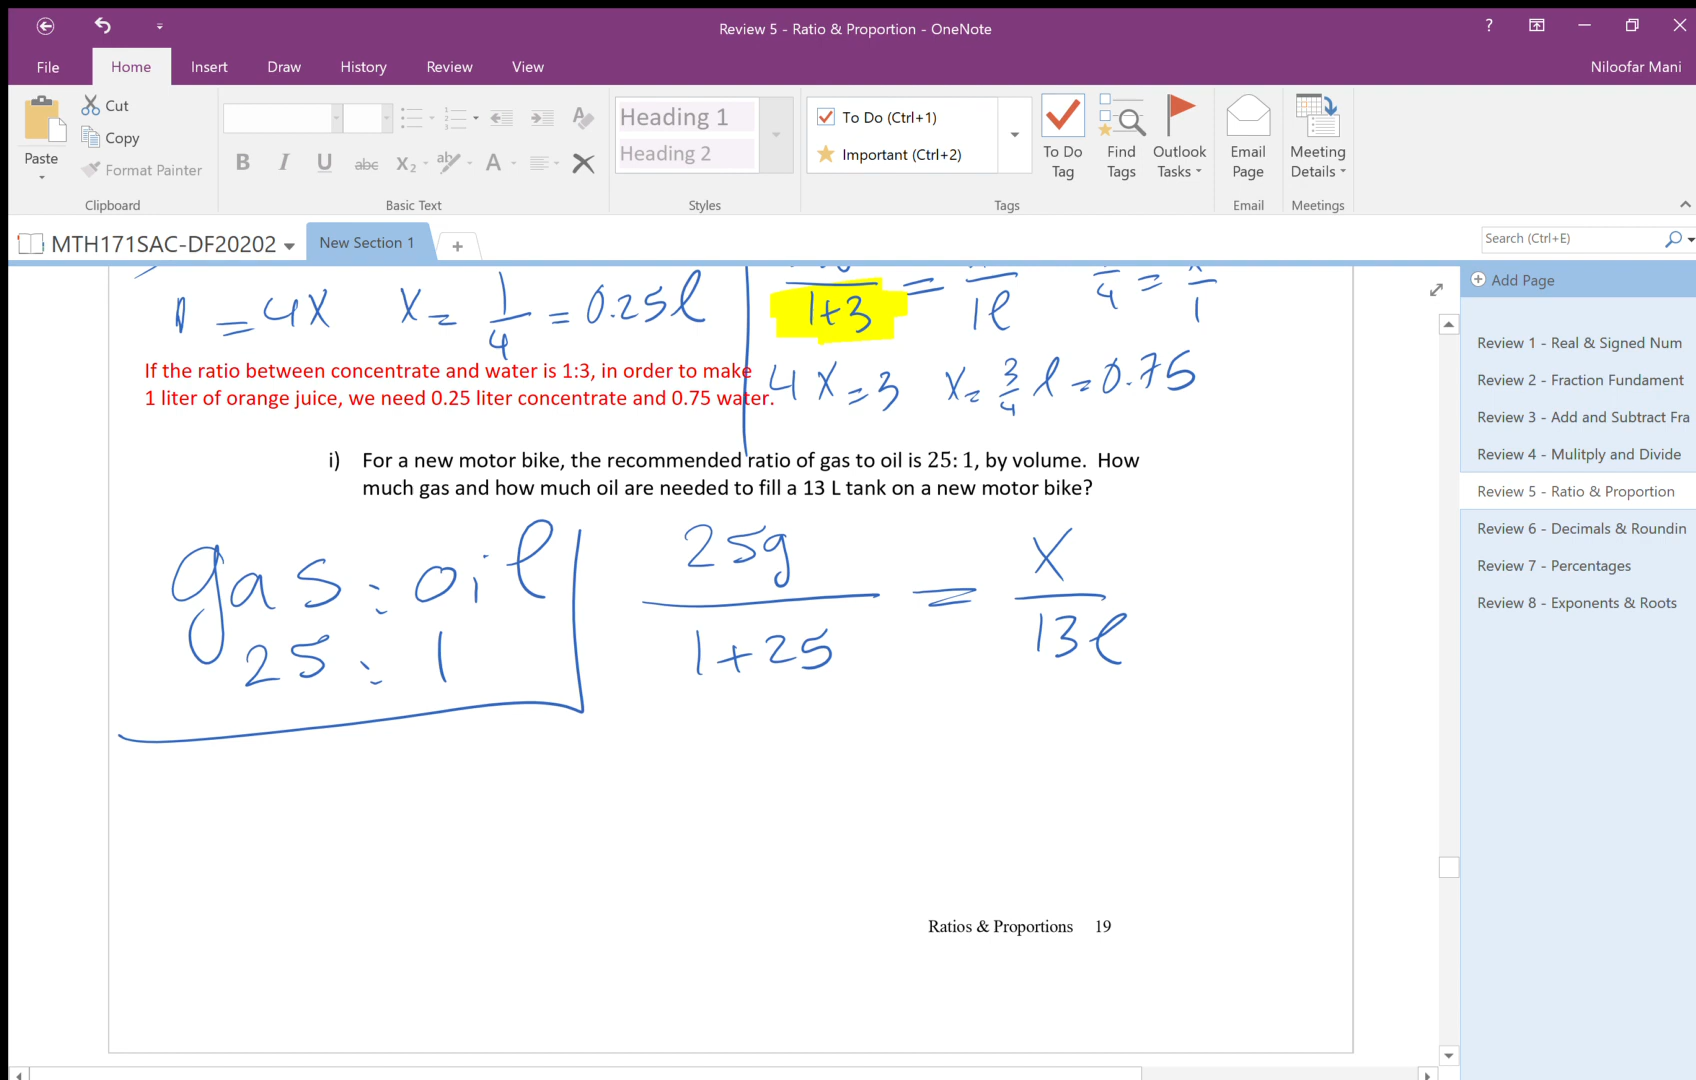 Review 5 - Ratio & Proportion - OneNote
?
File Home Insert Draw History Review View
Niloofar Mani
Paste
Cut
Copy
Format Painter
Clipboard
B I U abc X₂ ab A
Basic Text
Heading 1
Heading 2
Styles
To Do (Ctrl+1)
Important (Ctrl+2)
To Do Tag
Find Tags
Outlook Tasks
Tags
Email Page
Email
Meeting Details
Meetings
MTH171SAC-DF20202
New Section 1
+
Search (Ctrl+E)
1 = 4x x = 1/4 = 0.25l
1+3 = 1l
4 = 1
If the ratio between concentrate and water is 1:3, in order to make
1 liter of orange juice, we need 0.25 liter concentrate and 0.75 water.
4x = 3 x = 3/4 l = 0.75
i) For a new motor bike, the recommended ratio of gas to oil is 25: 1, by volume. How
much gas and how much oil are needed to fill a 13 L tank on a new motor bike?
gas : oil
25 : 1
25g / 1+25 = x / 13l
Ratios & Proportions 19
Add Page
Review 1 - Real & Signed Num
Review 2 - Fraction Fundament
Review 3 - Add and Subtract Fra
Review 4 - Mulitply and Divide
Review 5 - Ratio & Proportion
Review 6 - Decimals & Roundin
Review 7 - Percentages
Review 8 - Exponents & Roots